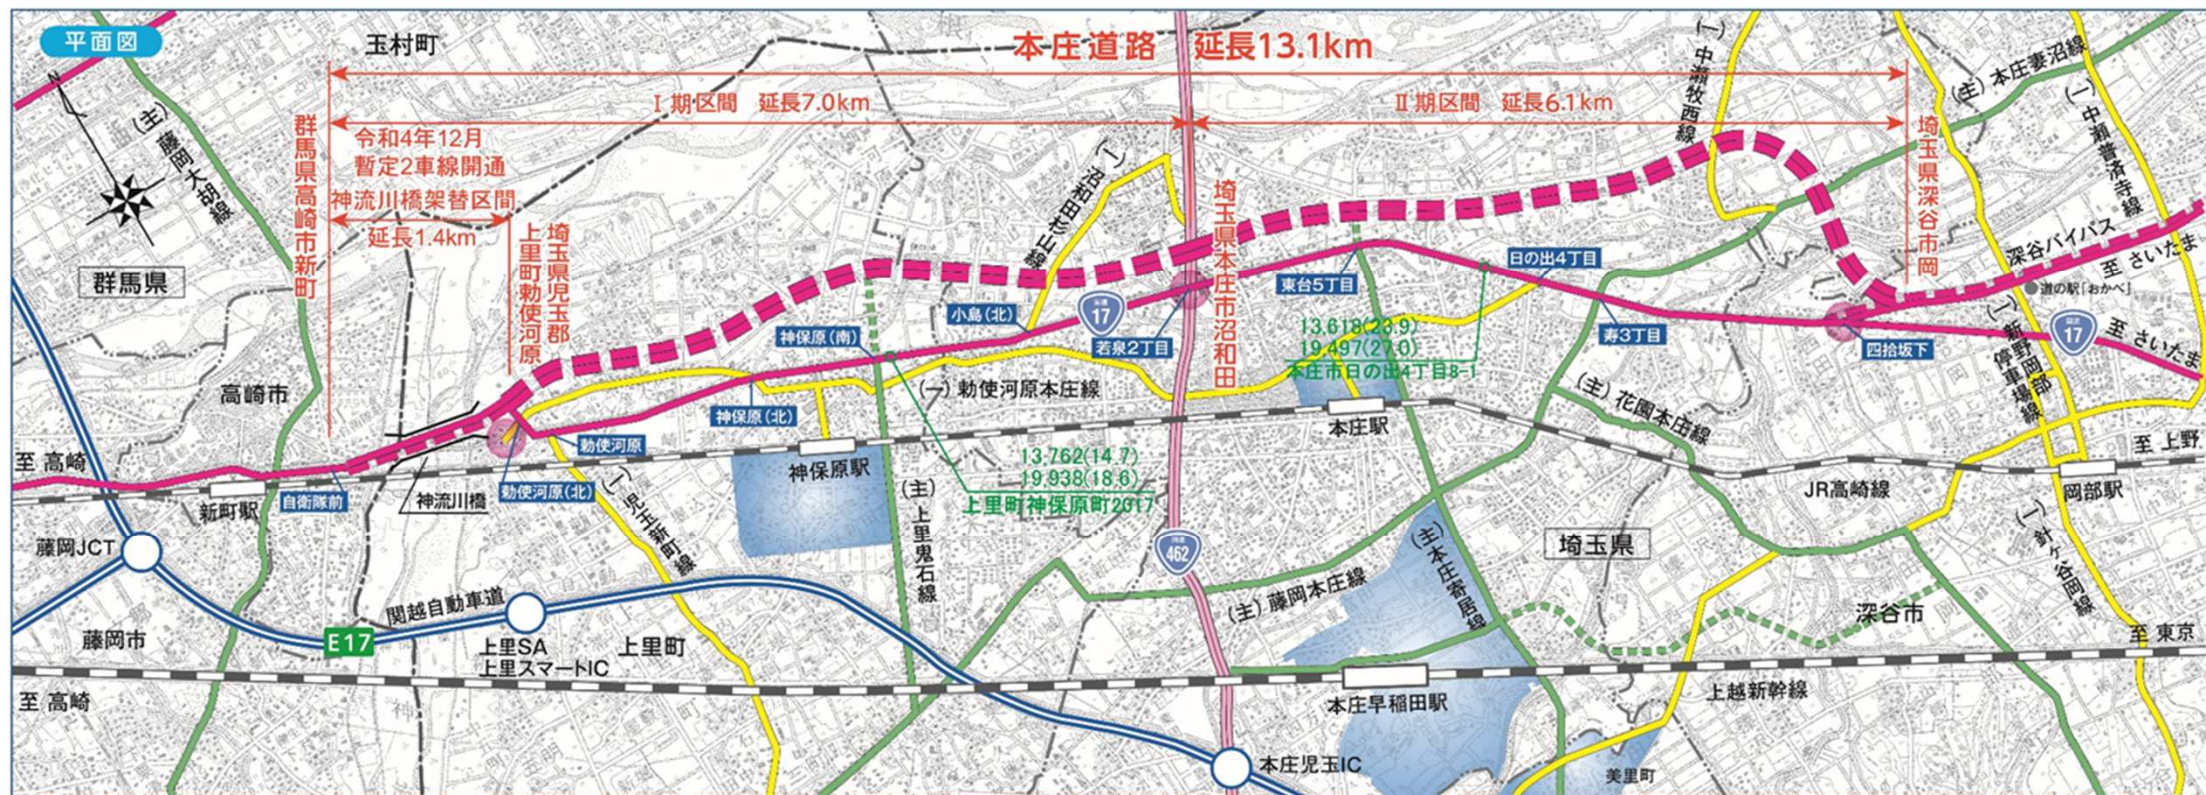 平面図
玉村町
本庄道路 延長13.1km
Ⅰ期区間 延長7.0km
Ⅱ期区間 延長6.1km
令和4年12月
暫定2車線開通
神流川橋架替区間
延長1.4km
群馬県高崎市新町
埼玉県児玉郡
上里町勅使河原
埼玉県本庄市沼和田
埼玉県深谷市岡
N
(主)藤岡大胡線
(一)沼和田杉山線
(一)中瀬牧西線
(主)本庄妻沼線
(一)中瀬普済寺線
群馬県
高崎市
深谷バイパス
至 さいたま
道の駅「おかべ」
至 さいたま
国道
17
国道
17
小島(北)
神保原(南)
若泉2丁目
東台5丁目
日の出4丁目
寿3丁目
四拾坂下
神保原(北)
勅使河原
勅使河原(北)
自衛隊前
13.618(23.9)
19.497(27.0)
本庄市日の出4丁目8-1
(一)勅使河原本庄線
(主)花園本庄線
(一)新野岡部
停車場線
至 高崎
新町駅
神流川橋
神保原駅
本庄駅
岡部駅
至 上野
JR高崎線
13.762(14.7)
19.938(18.6)
上里町神保原町2017
(一)児玉新町線
(主)上里鬼石線
国道
462
(主)藤岡本庄線
(主)本庄寄居線
埼玉県
(一)針ヶ谷岡線
藤岡JCT
関越自動車道
E17
藤岡市
上里SA
上里スマートIC
上里町
深谷市
至 東京
至 高崎
本庄早稲田駅
上越新幹線
本庄児玉IC
美里町